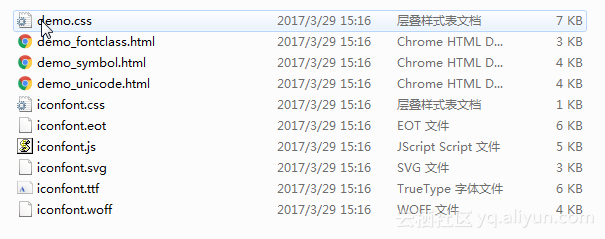 demo.css 2017/3/29 15:16 层叠样式表文档 7 KB
demo_fontclass.html 2017/3/29 15:16 Chrome HTML D... 3 KB
demo_symbol.html 2017/3/29 15:16 Chrome HTML D... 4 KB
demo_unicode.html 2017/3/29 15:16 Chrome HTML D... 4 KB
iconfont.css 2017/3/29 15:16 层叠样式表文档 1 KB
iconfont.eot 2017/3/29 15:16 EOT 文件 6 KB
iconfont.js 2017/3/29 15:16 JScript Script 文件 5 KB
iconfont.svg 2017/3/29 15:16 SVG 文件 3 KB
iconfont.ttf 2017/3/29 15:16 TrueType 字体文件 6 KB
iconfont.woff 2017/3/29 15:16 WOFF 文件 4 KB
云栖社区 yq.aliyun.com